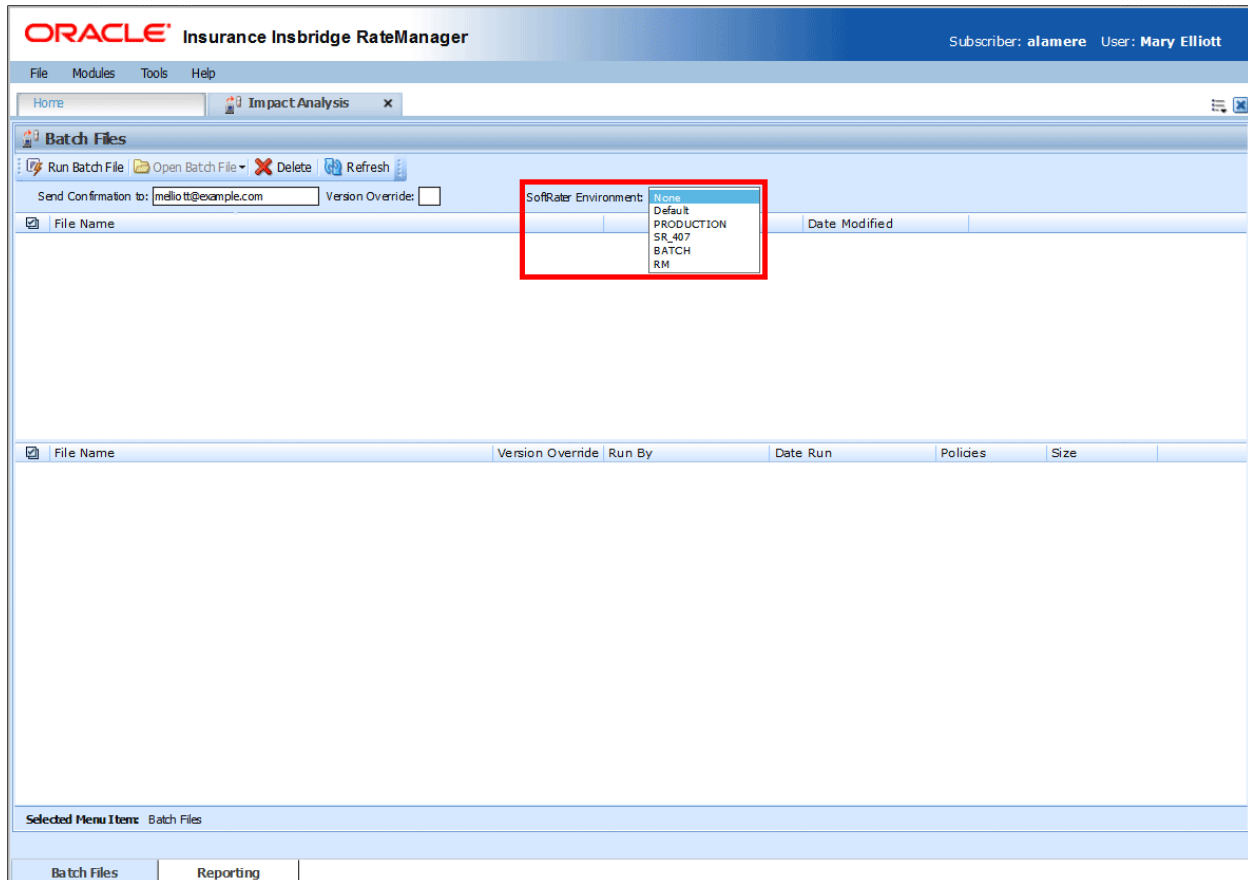 ORACLE Insurance Insbridge RateManager
Subscriber: alamere User: Mary Elliott
File Modules Tools Help
Home Impact Analysis
Batch Files
Run Batch File Open Batch File Delete Refresh
Send Confirmation to: melliott@example.com Version Override: SoftRater Environment: None
Default
PRODUCTION
SR_407
BATCH
RM
File Name Date Modified
File Name Version Override Run By Date Run Policies Size
Selected Menu Item: Batch Files
Batch Files Reporting